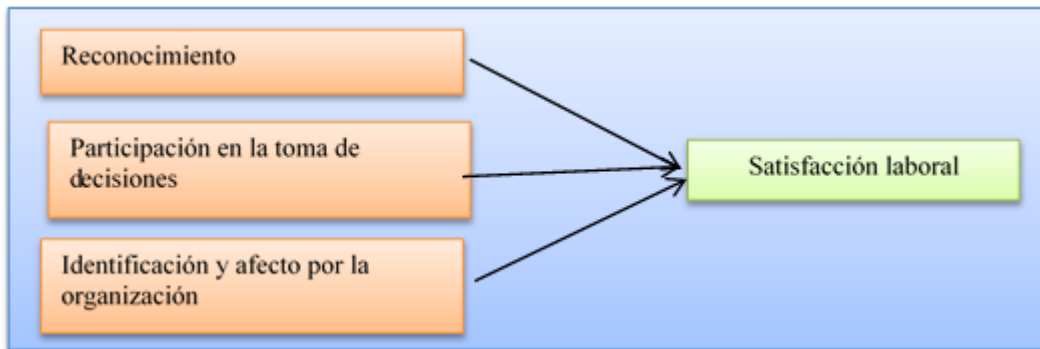 Reconocimiento
Participación en la toma de
decisiones
Satisfacción laboral
Identificación y afecto por la
organización